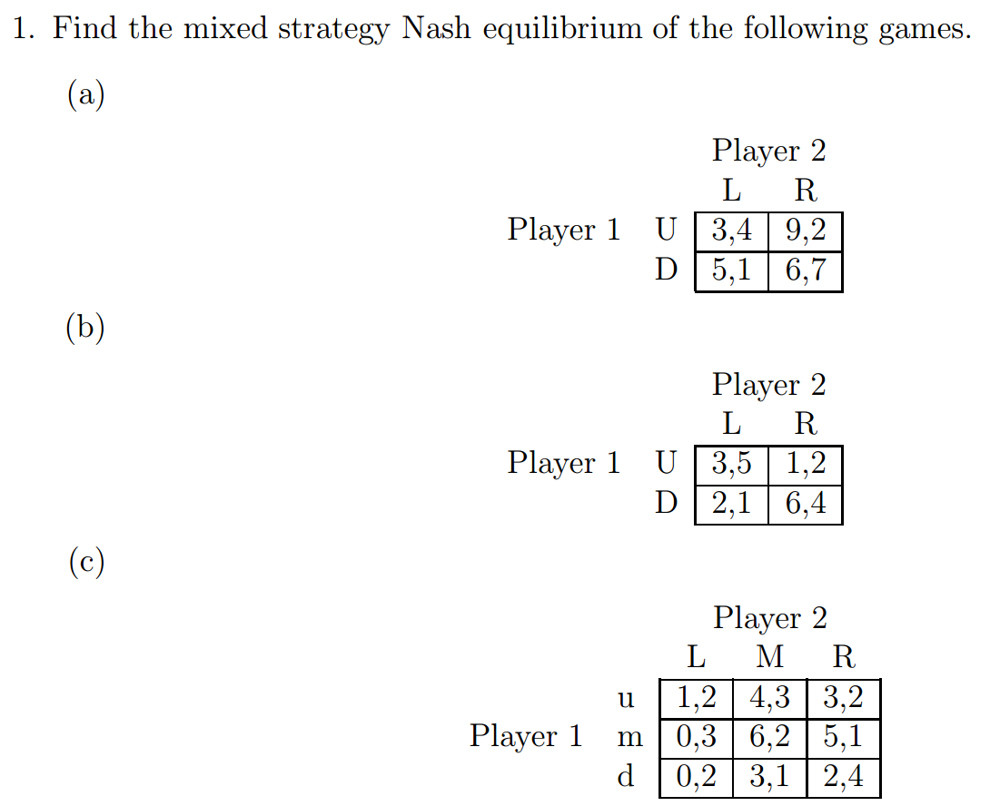 1. Find the mixed strategy Nash equilibrium of the following games.
(a)
Player 2
L R
Player 1 U 3,4 9,2
D 5,1 6,7
(b)
Player 2
L R
Player 1 U 3,5 1,2
D 2,1 6,4
(c)
Player 2
L M R
u 1,2 4,3 3,2
Player 1 m 0,3 6,2 5,1
d 0,2 3,1 2,4